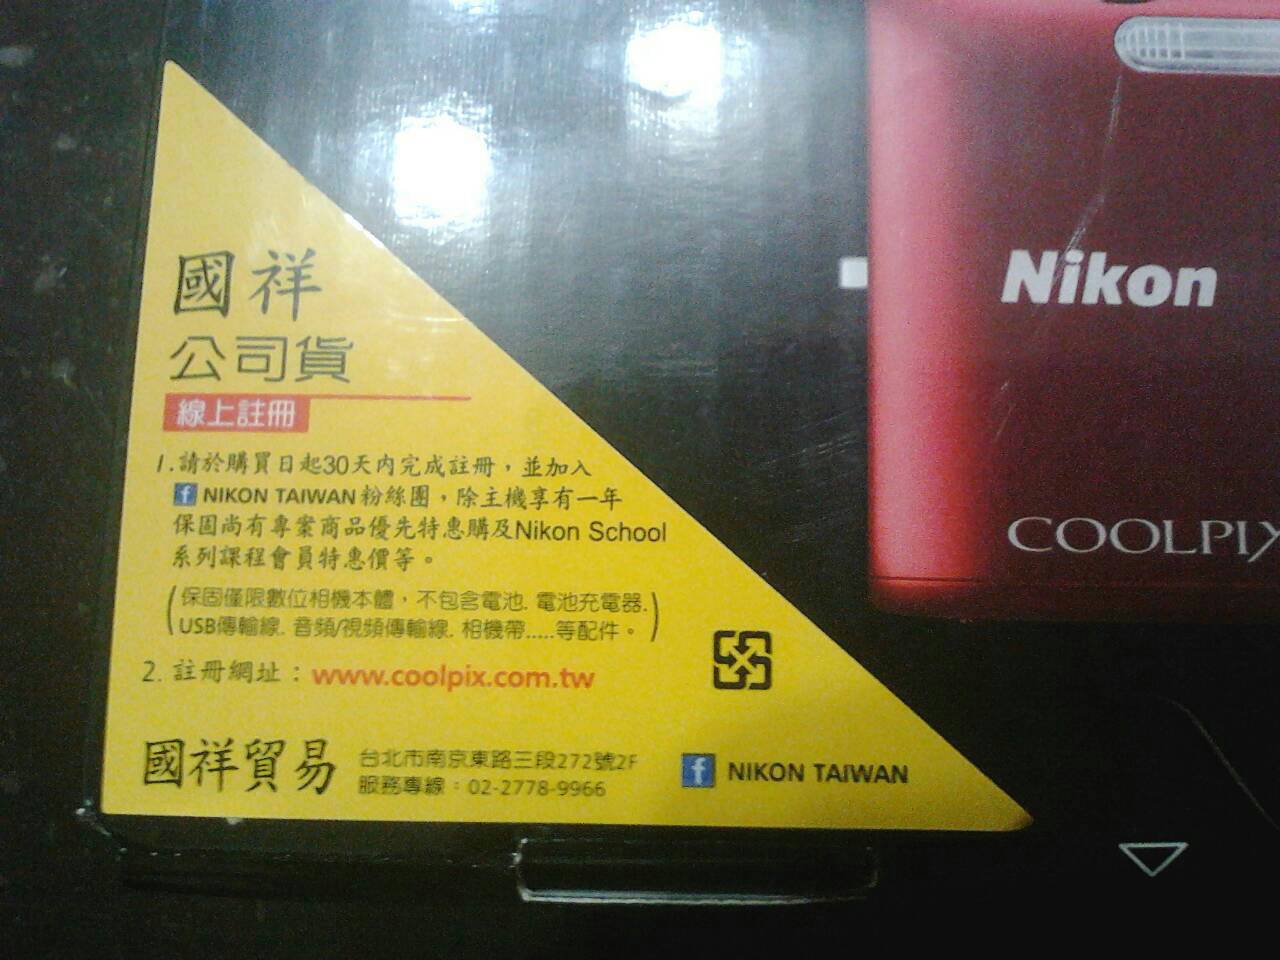 國祥
公司貨
線上註冊
1.請於購買日起30天內完成註冊，並加入
f NIKON TAIWAN 粉絲團，除主機享有一年
保固尚有專案商品優先特惠購及Nikon School
系列課程會員特惠價等。
(保固僅限數位相機本體，不包含電池. 電池充電器.
USB傳輸線. 音頻/視頻傳輸線. 相機帶.....等配件。)
2. 註冊網址：www.coolpix.com.tw
國祥貿易
台北市南京東路三段272號2F
服務專線：02-2778-9966
f NIKON TAIWAN
Nikon
COOLPIX